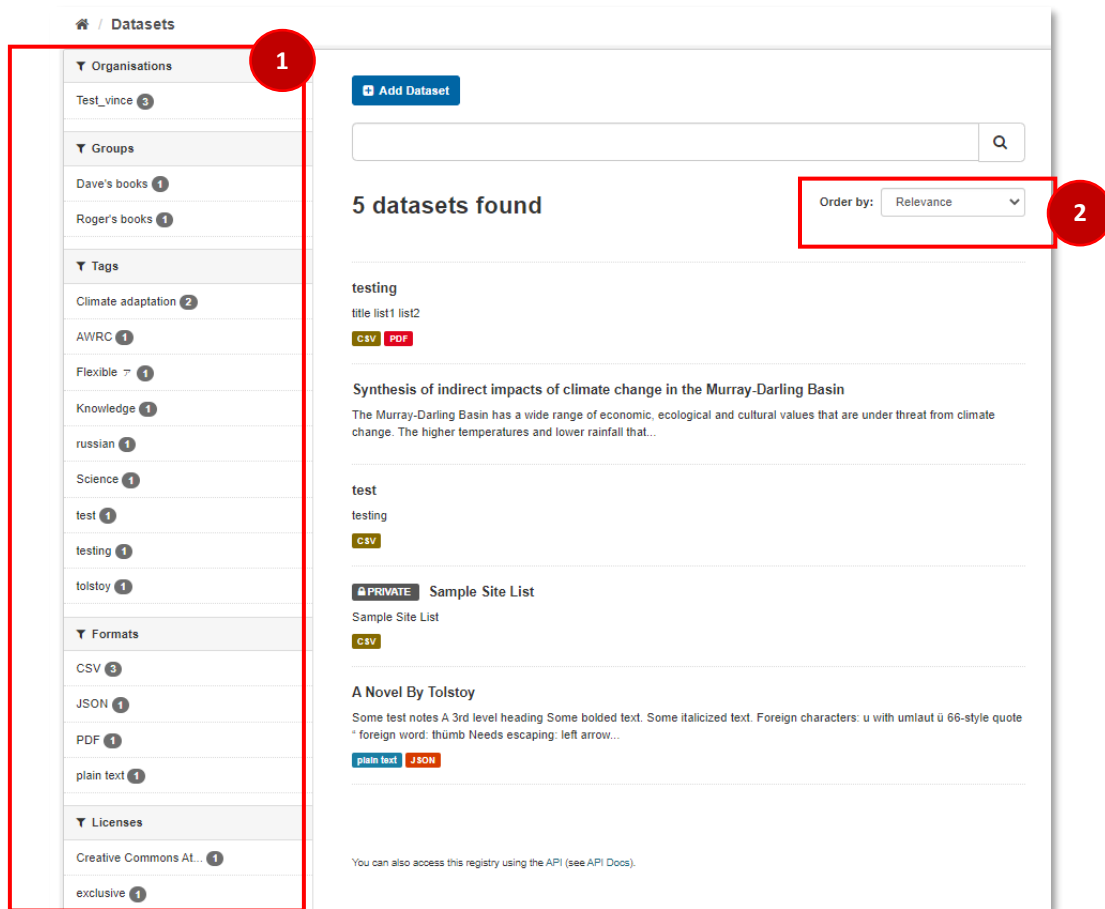 / Datasets
1
Organisations
Test_vince 3
Groups
Dave's books 1
Roger's books 1
Tags
Climate adaptation 2
AWRC 1
Flexible ア 1
Knowledge 1
russian 1
Science 1
test 1
testing 1
tolstoy 1
Formats
CSV 3
JSON 1
PDF 1
plain text 1
Licenses
Creative Commons At... 1
exclusive 1
Add Dataset
5 datasets found
Order by: Relevance
2
testing
title list1 list2
CSV PDF
Synthesis of indirect impacts of climate change in the Murray-Darling Basin
The Murray-Darling Basin has a wide range of economic, ecological and cultural values that are under threat from climate
change. The higher temperatures and lower rainfall that...
test
testing
CSV
PRIVATE Sample Site List
Sample Site List
CSV
A Novel By Tolstoy
Some test notes A 3rd level heading Some bolded text. Some italicized text. Foreign characters: u with umlaut ü 66-style quote
“ foreign word: thümb Needs escaping: left arrow...
plain text JSON
You can also access this registry using the API (see API Docs).